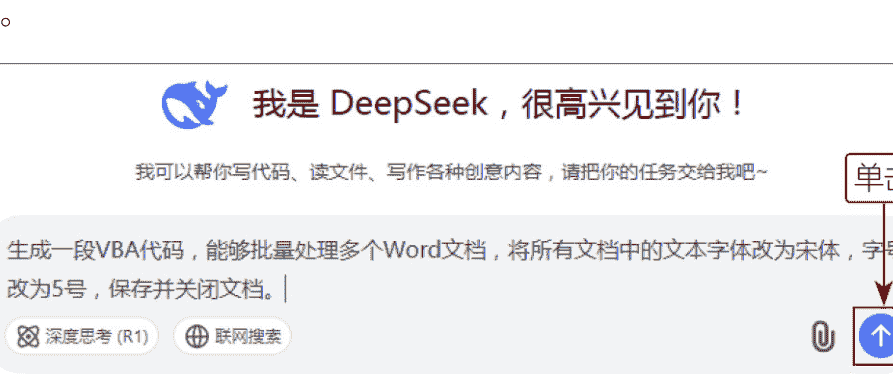 。
我是 DeepSeek，很高兴见到你！
我可以帮你写代码、读文件、写作各种创意内容，请把你的任务交给我吧~
单
生成一段VBA代码，能够批量处理多个Word文档，将所有文档中的文本字体改为宋体，字
改为5号，保存并关闭文档。
深度思考 (R1) 联网搜索